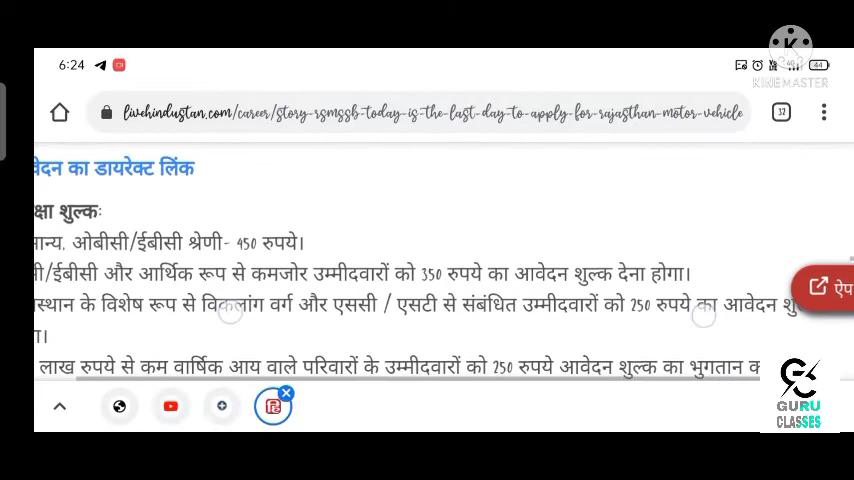 6:24
44
KINEMASTER
livehindustan.com/career/story-rsmssb-today-is-the-last-day-to-apply-for-rajasthan-motor-vehicle
32
वेदन का डायरेक्ट लिंक
क्षा शुल्कः
मान्य, ओबीसी/ईबीसी श्रेणी- 450 रुपये।
सी/ईबीसी और आर्थिक रूप से कमजोर उम्मीदवारों को 350 रुपये का आवेदन शुल्क देना होगा।
स्थान के विशेष रूप से विकलांग वर्ग और एससी / एसटी से संबंधित उम्मीदवारों को 250 रुपये का आवेदन शु
ा।
लाख रुपये से कम वार्षिक आय वाले परिवारों के उम्मीदवारों को 250 रुपये आवेदन शुल्क का भुगतान क
ऐप
GURU
CLASSES